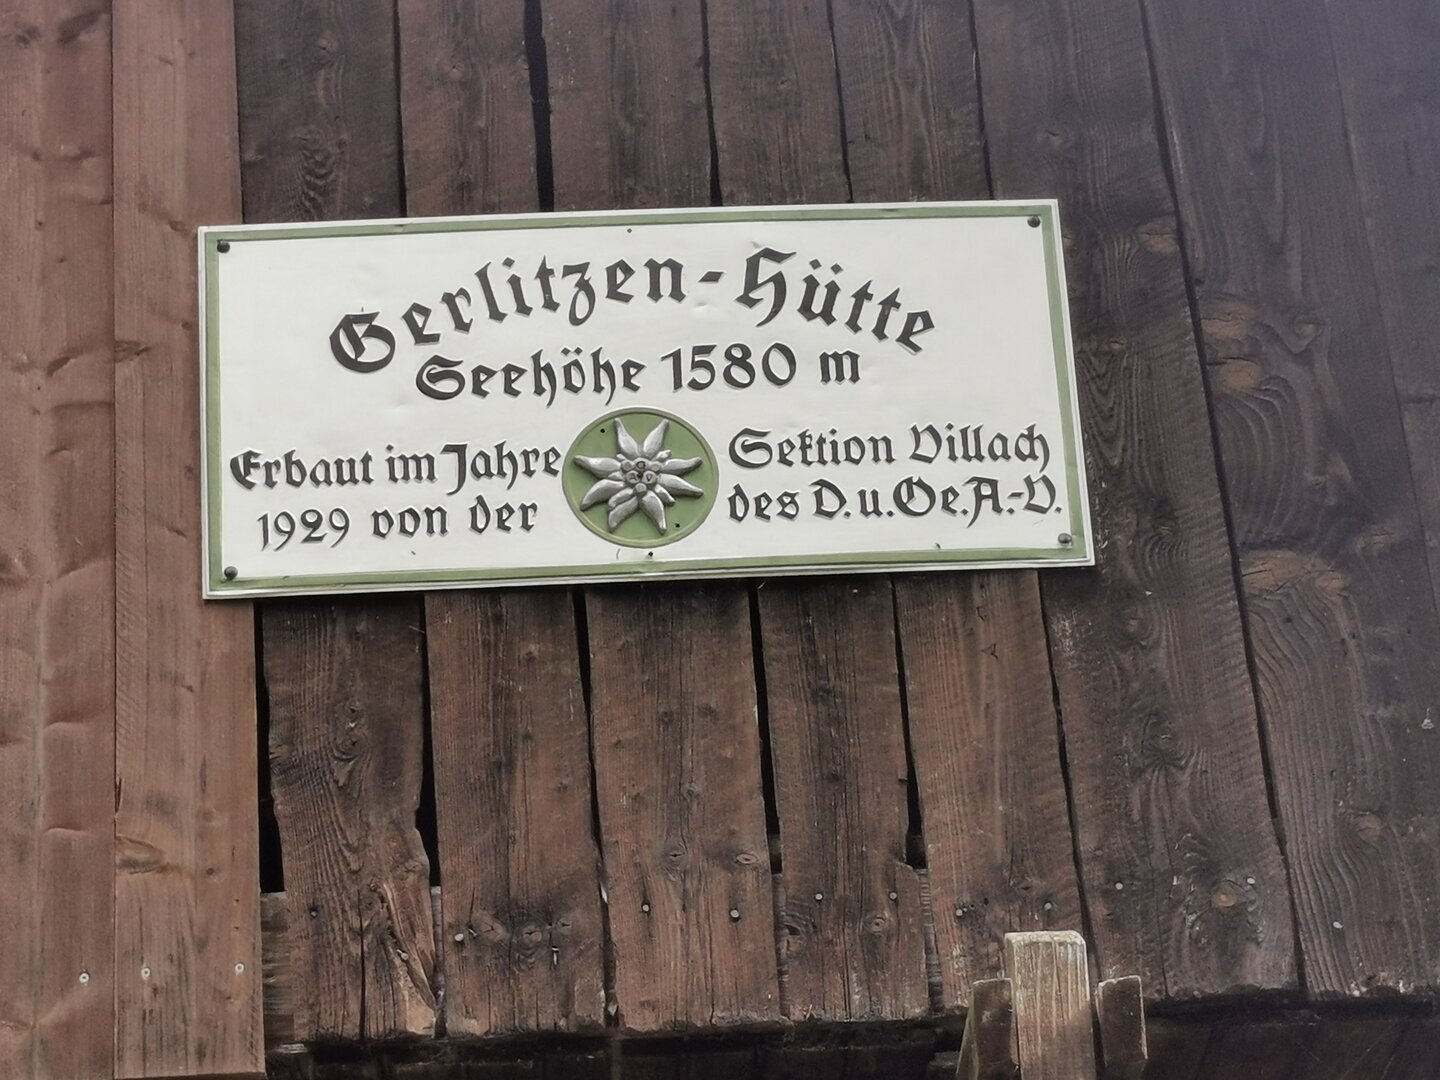 Gerlitzen-Hütte
Seehöhe 1580 m
Erbaut im Jahre
1929 von der
Sektion Villach
des D.u.Oe.A.-V.